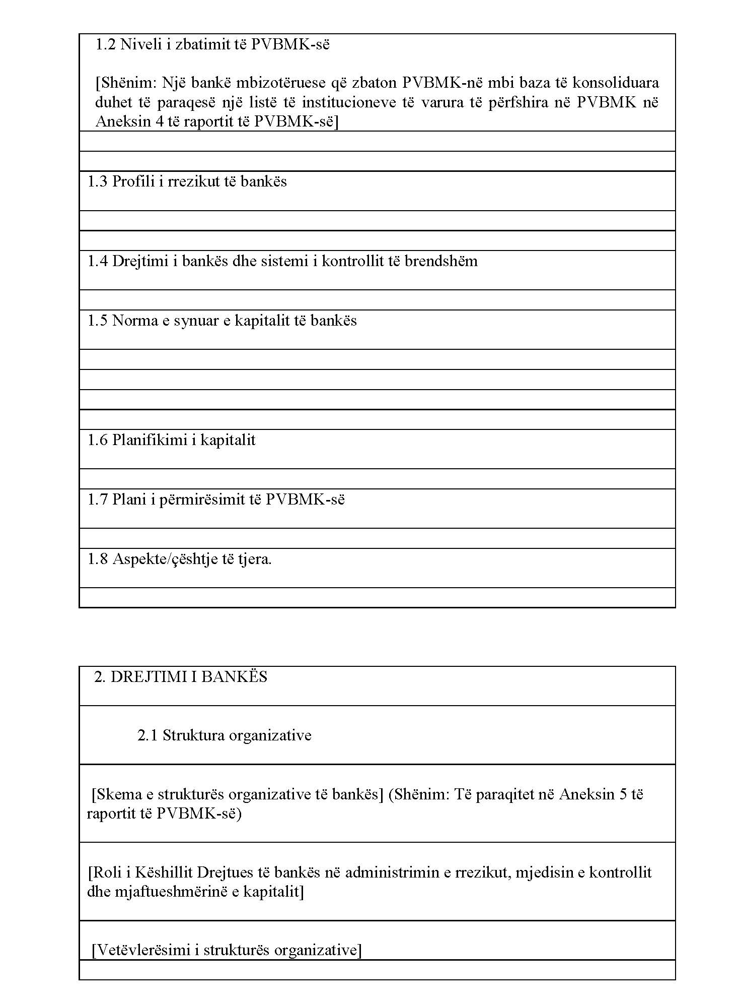 1.2 Niveli i zbatimit të PVBMK-së
[Shënim: Një bankë mbizotëruese që zbaton PVBMK-në mbi baza të konsoliduara
duhet të paraqesë një listë të institucioneve të varura të përfshira në PVBMK në
Aneksin 4 të raportit të PVBMK-së]
1.3 Profili i rrezikut të bankës
1.4 Drejtimi i bankës dhe sistemi i kontrollit të brendshëm
1.5 Norma e synuar e kapitalit të bankës
1.6 Planifikimi i kapitalit
1.7 Plani i përmirësimit të PVBMK-së
1.8 Aspekte/çështje të tjera.
2. DREJTIMI I BANKËS
2.1 Struktura organizative
[Skema e strukturës organizative të bankës] (Shënim: Të paraqitet në Aneksin 5 të
raportit të PVBMK-së)
[Roli i Këshillit Drejtues të bankës në administrimin e rrezikut, mjedisin e kontrollit
dhe mjaftueshmërinë e kapitalit]
[Vetëvlerësimi i strukturës organizative]